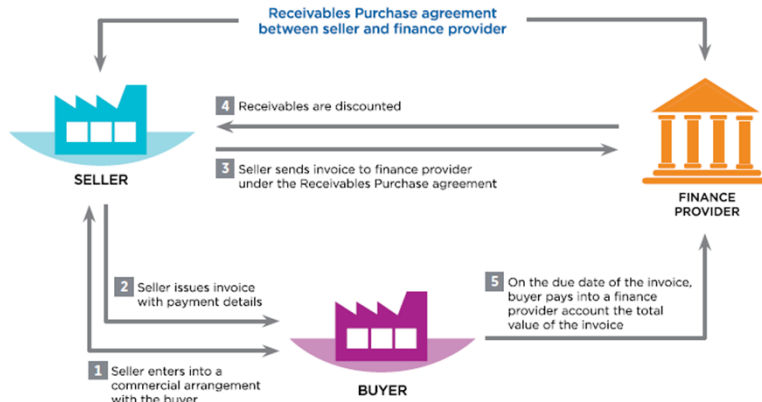 Receivables Purchase agreement
between seller and finance provider
4 Receivables are discounted
3 Seller sends invoice to finance provider
under the Receivables Purchase agreement
SELLER
FINANCE
PROVIDER
2 Seller issues invoice
with payment details
5 On the due date of the invoice,
buyer pays into a finance
provider account the total
value of the invoice
1 Seller enters into a
commercial arrangement
with the buyer
BUYER